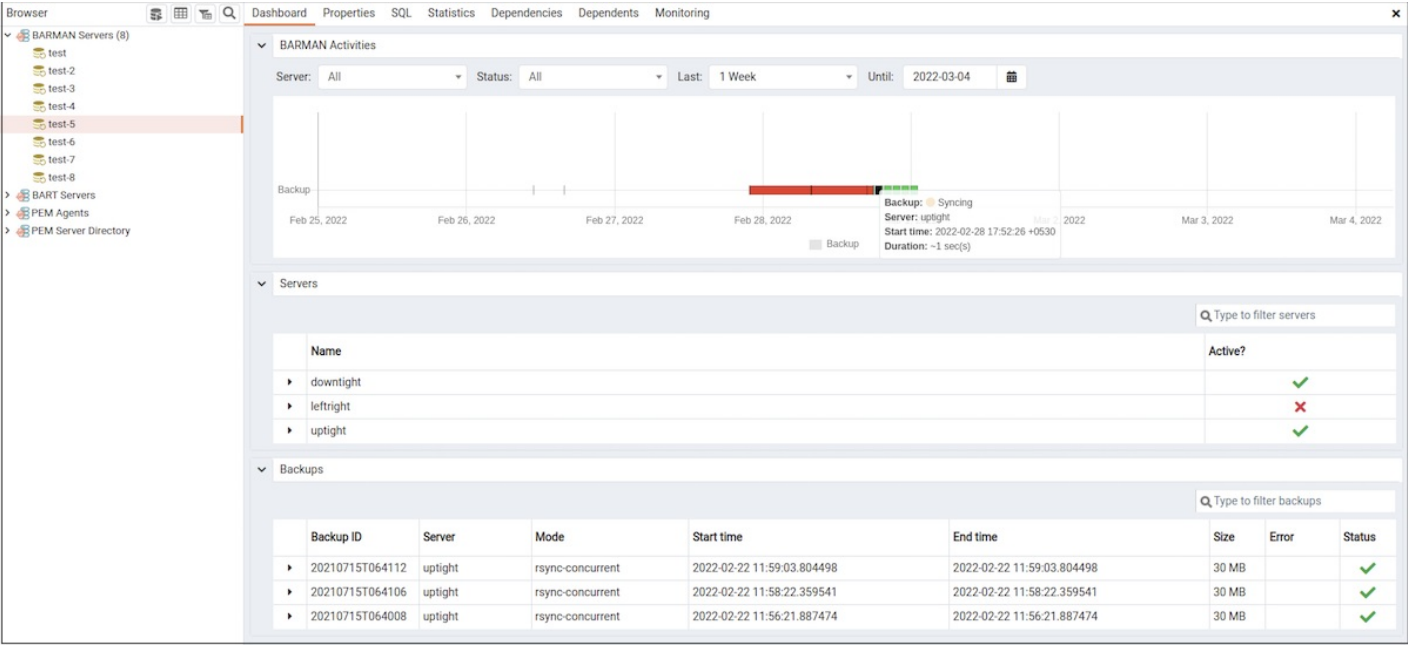 Browser
BARMAN Servers (8)
test
test-2
test-3
test-4
test-5
test-6
test-7
test-8
BART Servers
PEM Agents
PEM Server Directory
Dashboard Properties SQL Statistics Dependencies Dependents Monitoring
BARMAN Activities
Server: All Status: All Last: 1 Week Until: 2022-03-04
Backup
Feb 25, 2022 Feb 26, 2022 Feb 27, 2022 Feb 28, 2022 2022 Mar 3, 2022 Mar 4, 2022
Backup
Backup: Syncing
Server: uptight
Start time: 2022-02-28 17:52:26 +0530
Duration: ~1 sec(s)
Servers
Type to filter servers
Name Active?
downtight
leftright
uptight
Backups
Type to filter backups
Backup ID Server Mode Start time End time Size Error Status
20210715T064112 uptight rsync-concurrent 2022-02-22 11:59:03.804498 2022-02-22 11:59:03.804498 30 MB
20210715T064106 uptight rsync-concurrent 2022-02-22 11:58:22.359541 2022-02-22 11:58:22.359541 30 MB
20210715T064008 uptight rsync-concurrent 2022-02-22 11:56:21.887474 2022-02-22 11:56:21.887474 30 MB